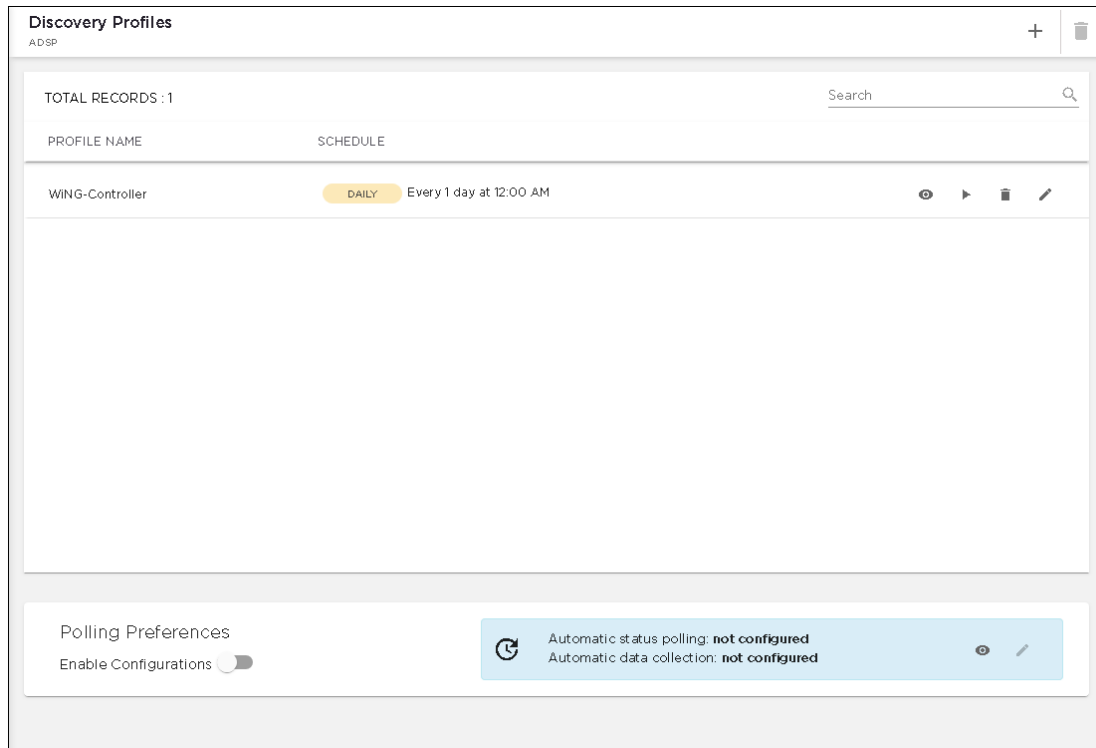 Discovery Profiles
ADSP
TOTAL RECORDS : 1
Search
PROFILE NAME SCHEDULE
WiNG-Controller DAILY Every 1 day at 12:00 AM
Polling Preferences
Enable Configurations
Automatic status polling: not configured
Automatic data collection: not configured